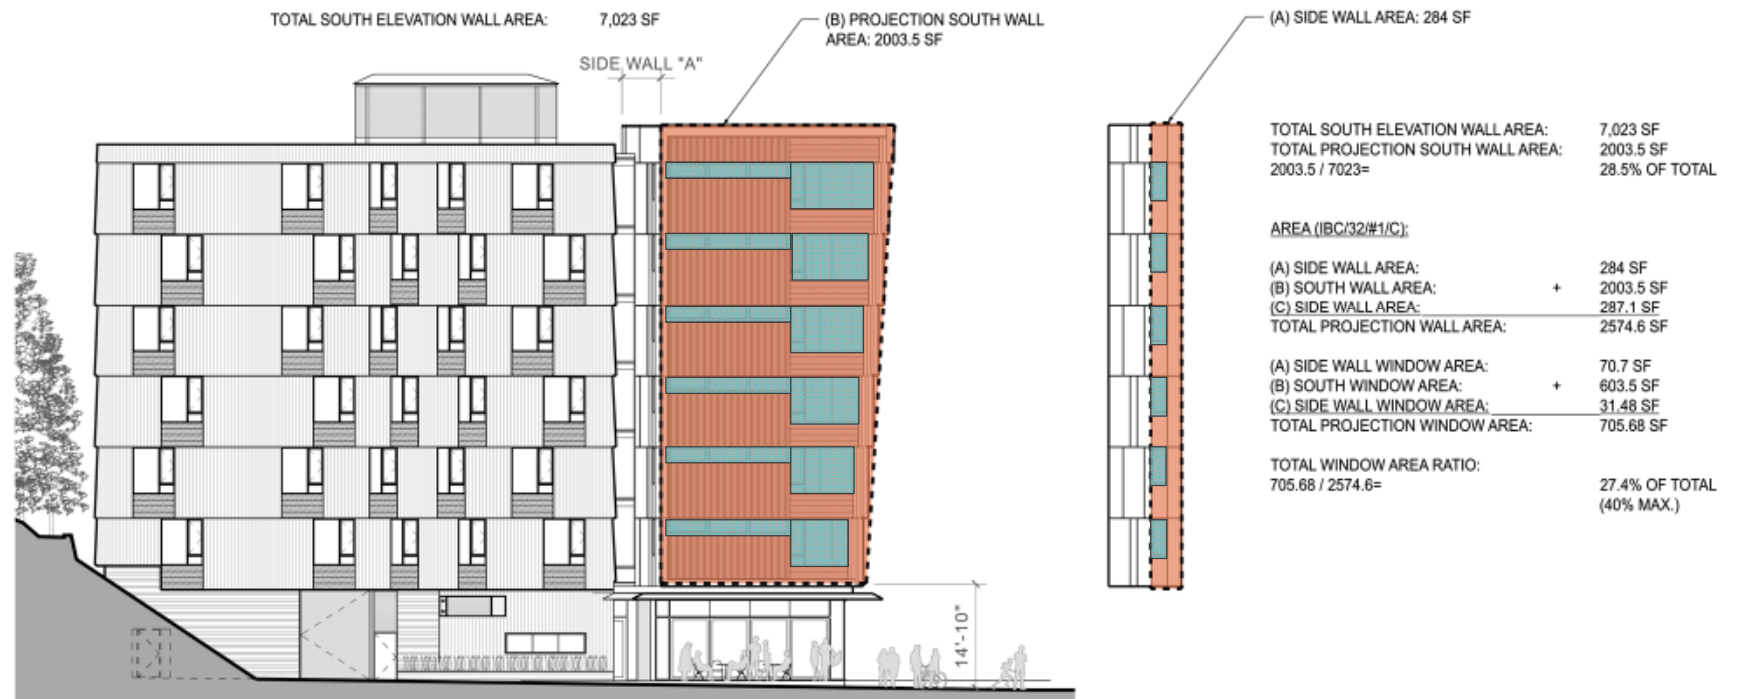 TOTAL SOUTH ELEVATION WALL AREA: 7,023 SF
(B) PROJECTION SOUTH WALL
AREA: 2003.5 SF
SIDE WALL "A"
(A) SIDE WALL AREA: 284 SF
TOTAL SOUTH ELEVATION WALL AREA: 7,023 SF
TOTAL PROJECTION SOUTH WALL AREA: 2003.5 SF
2003.5 / 7023= 28.5% OF TOTAL
AREA (IBC/32/#1/C):
(A) SIDE WALL AREA: 284 SF
(B) SOUTH WALL AREA: + 2003.5 SF
(C) SIDE WALL AREA: 287.1 SF
TOTAL PROJECTION WALL AREA: 2574.6 SF
(A) SIDE WALL WINDOW AREA: 70.7 SF
(B) SOUTH WINDOW AREA: + 603.5 SF
(C) SIDE WALL WINDOW AREA: 31.48 SF
TOTAL PROJECTION WINDOW AREA: 705.68 SF
TOTAL WINDOW AREA RATIO:
705.68 / 2574.6= 27.4% OF TOTAL
(40% MAX.)
14'-10"